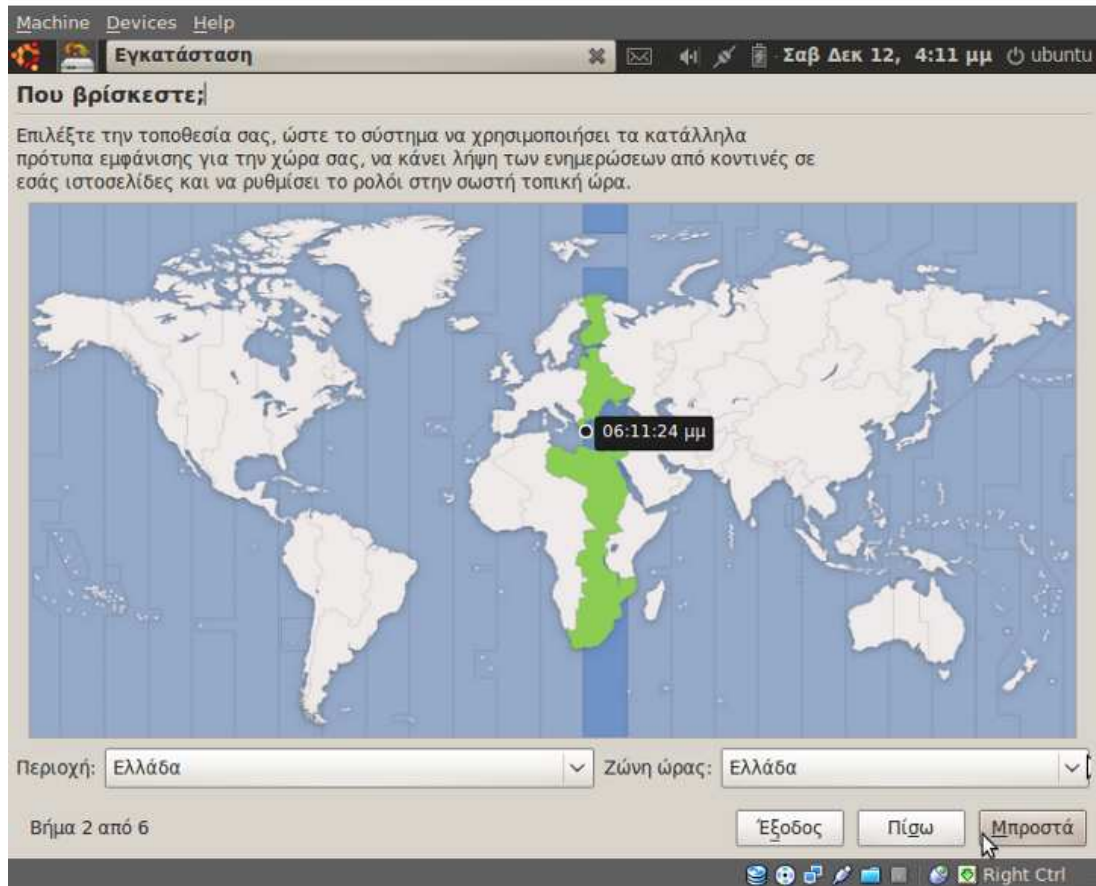 Machine Devices Help
Εγκατάσταση Σαβ Δεκ 12, 4:11 μμ ubuntu
Που βρίσκεστε;
Επιλέξτε την τοποθεσία σας, ώστε το σύστημα να χρησιμοποιήσει τα κατάλληλα
πρότυπα εμφάνισης για την χώρα σας, να κάνει λήψη των ενημερώσεων από κοντινές σε
εσάς ιστοσελίδες και να ρυθμίσει το ρολόι στην σωστή τοπική ώρα.
06:11:24 μμ
Περιοχή: Ελλάδα Ζώνη ώρας: Ελλάδα
Βήμα 2 από 6 Έξοδος Πίσω Μπροστά
Right Ctrl